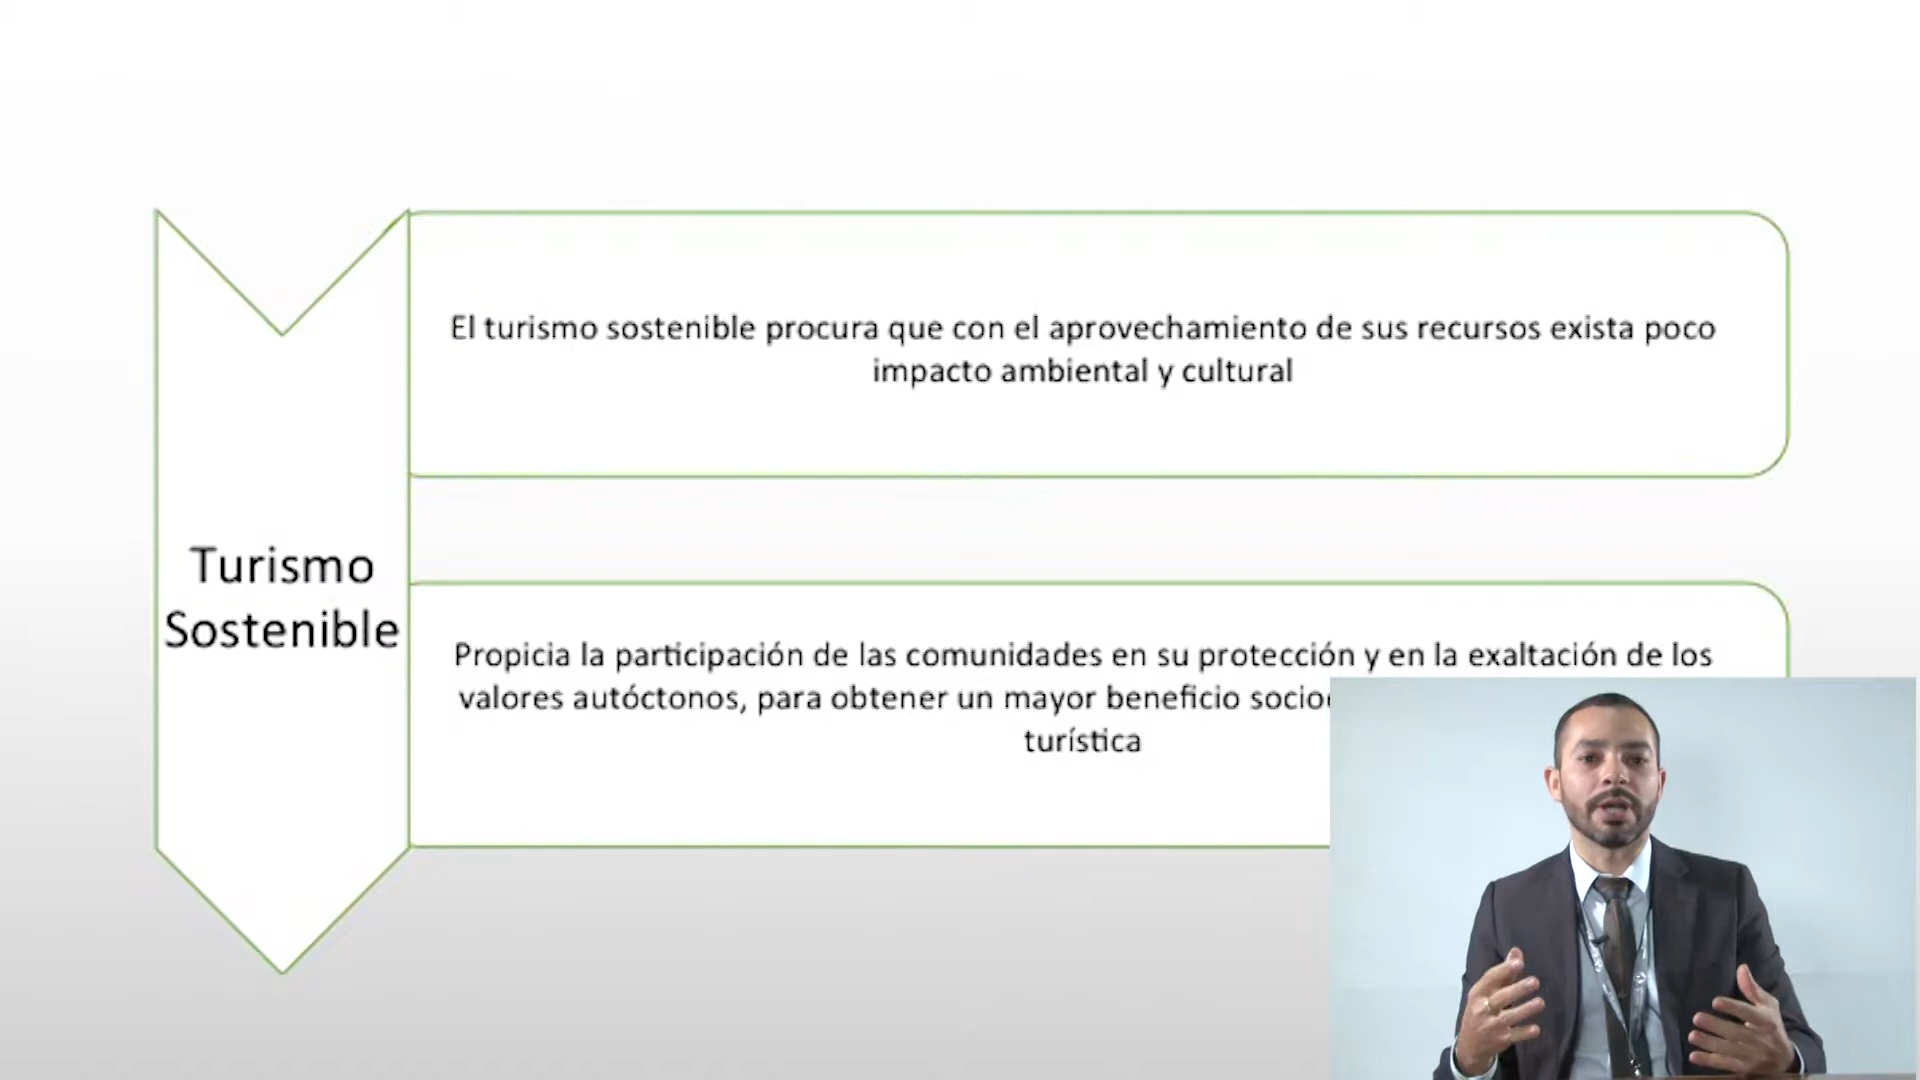 Turismo
Sostenible
El turismo sostenible procura que con el aprovechamiento de sus recursos exista poco
impacto ambiental y cultural
Propicia la participación de las comunidades en su protección y en la exaltación de los
valores autóctonos, para obtener un mayor beneficio
turística